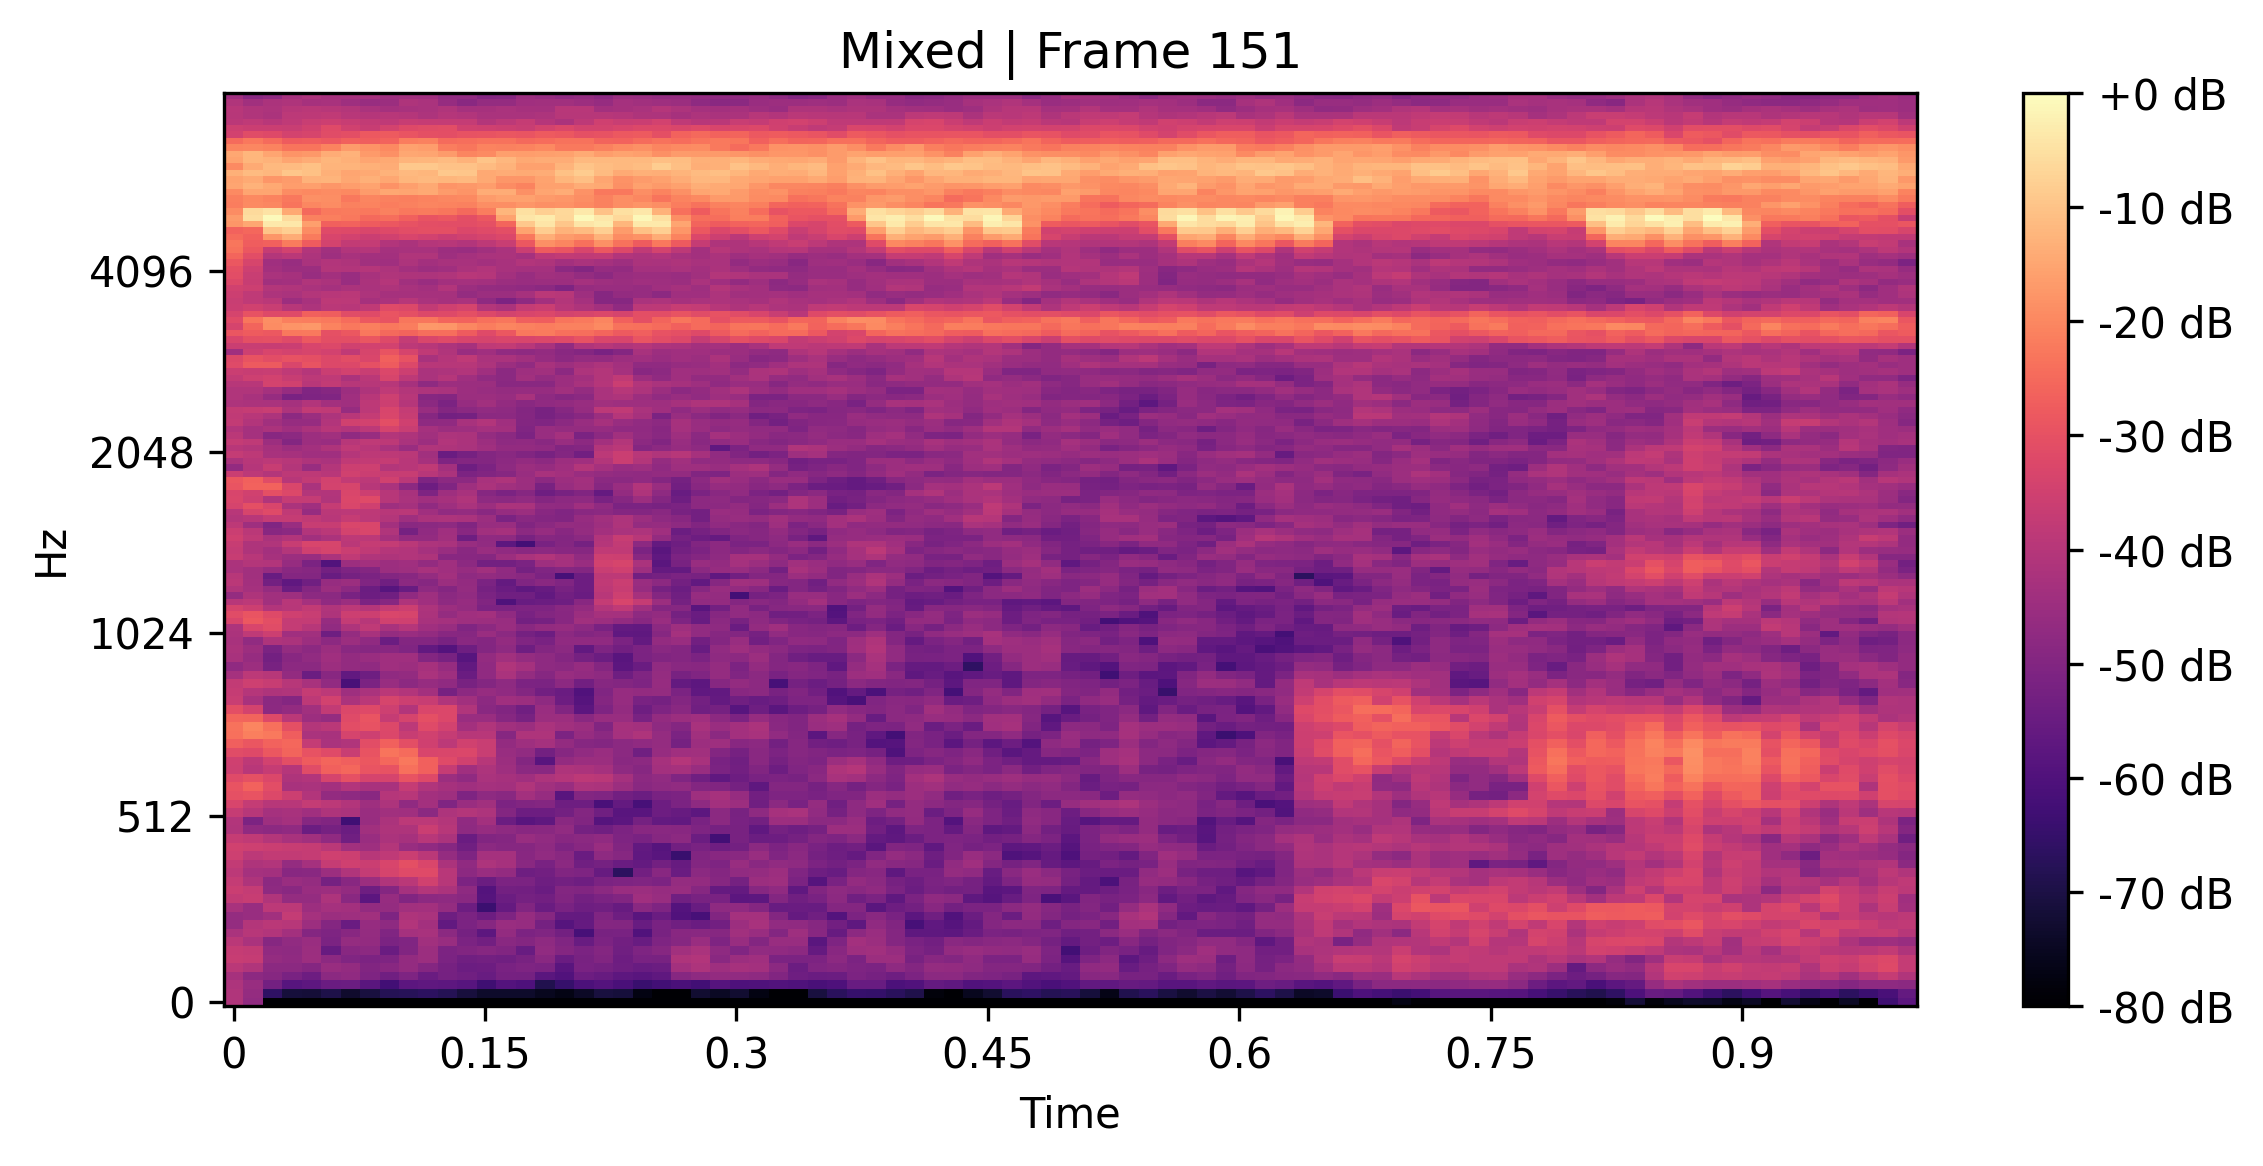 Mixed | Frame 151
Hz
4096
2048
1024
512
0
0 0.15 0.3 0.45 0.6 0.75 0.9
Time
+0 dB
-10 dB
-20 dB
-30 dB
-40 dB
-50 dB
-60 dB
-70 dB
-80 dB